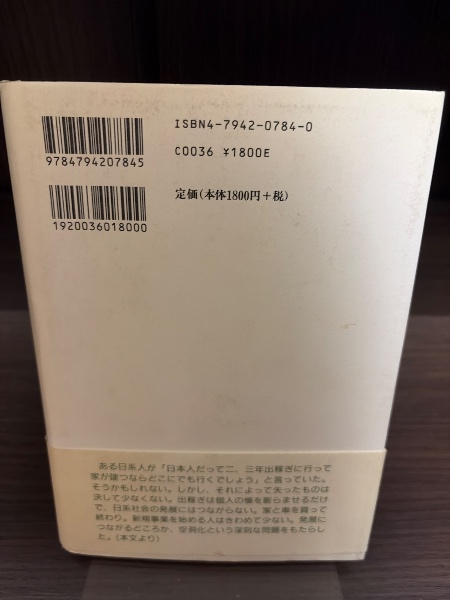 ISBN4-7942-0784-0
C0036 ¥1800E
9784794207845
定価(本体1800円+税)
1920036018000
ある日系人が「日本人だって二、三年出稼ぎに行って
家が建つならどこにでも行くでしょう」と言っていた。
そうかもしれない。しかし、それによって失ったものは
決して少なくない。出稼ぎは個人の懐を膨らませるだけ
で、日系社会の発展にはつながらない。家と車を買って
終わり。新規事業を始める人はきわめて少ない。発展に
つながるどころか、空洞化という深刻な問題をもたらし
た。(本文より)